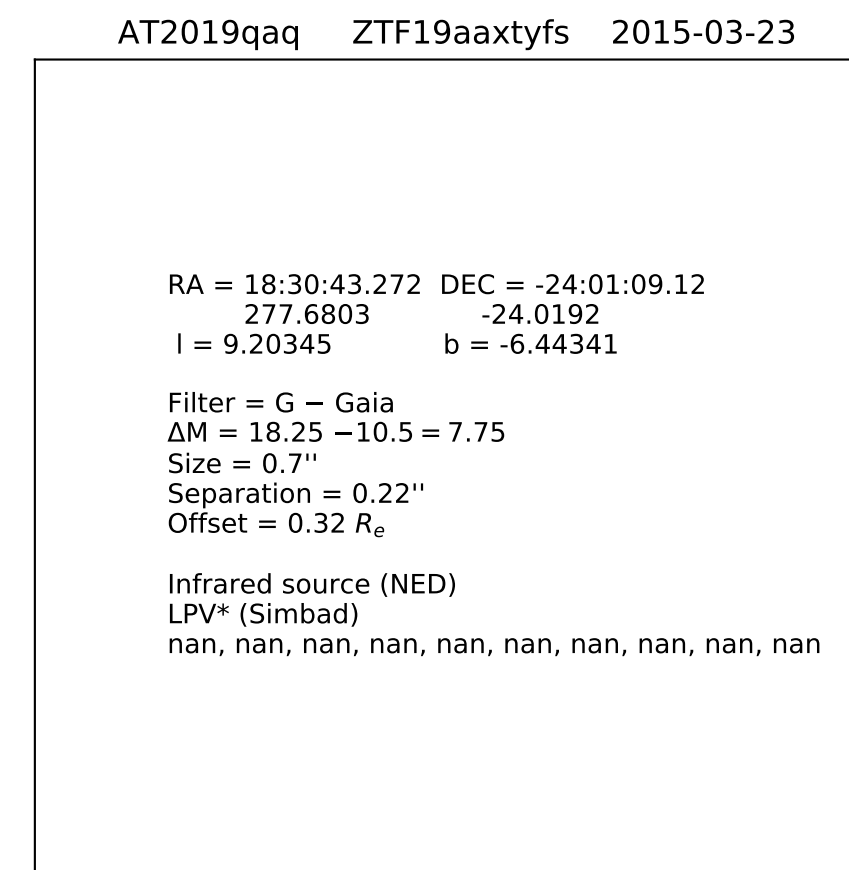 AT2019qaq ZTF19aaxtyfs 2015-03-23
RA = 18:30:43.272 DEC = -24:01:09.12
277.6803 -24.0192
l = 9.20345 b = -6.44341
Filter = G − Gaia
ΔM = 18.25 −10.5 = 7.75
Size = 0.7''
Separation = 0.22''
Offset = 0.32 Rₑ
Infrared source (NED)
LPV* (Simbad)
nan, nan, nan, nan, nan, nan, nan, nan, nan, nan